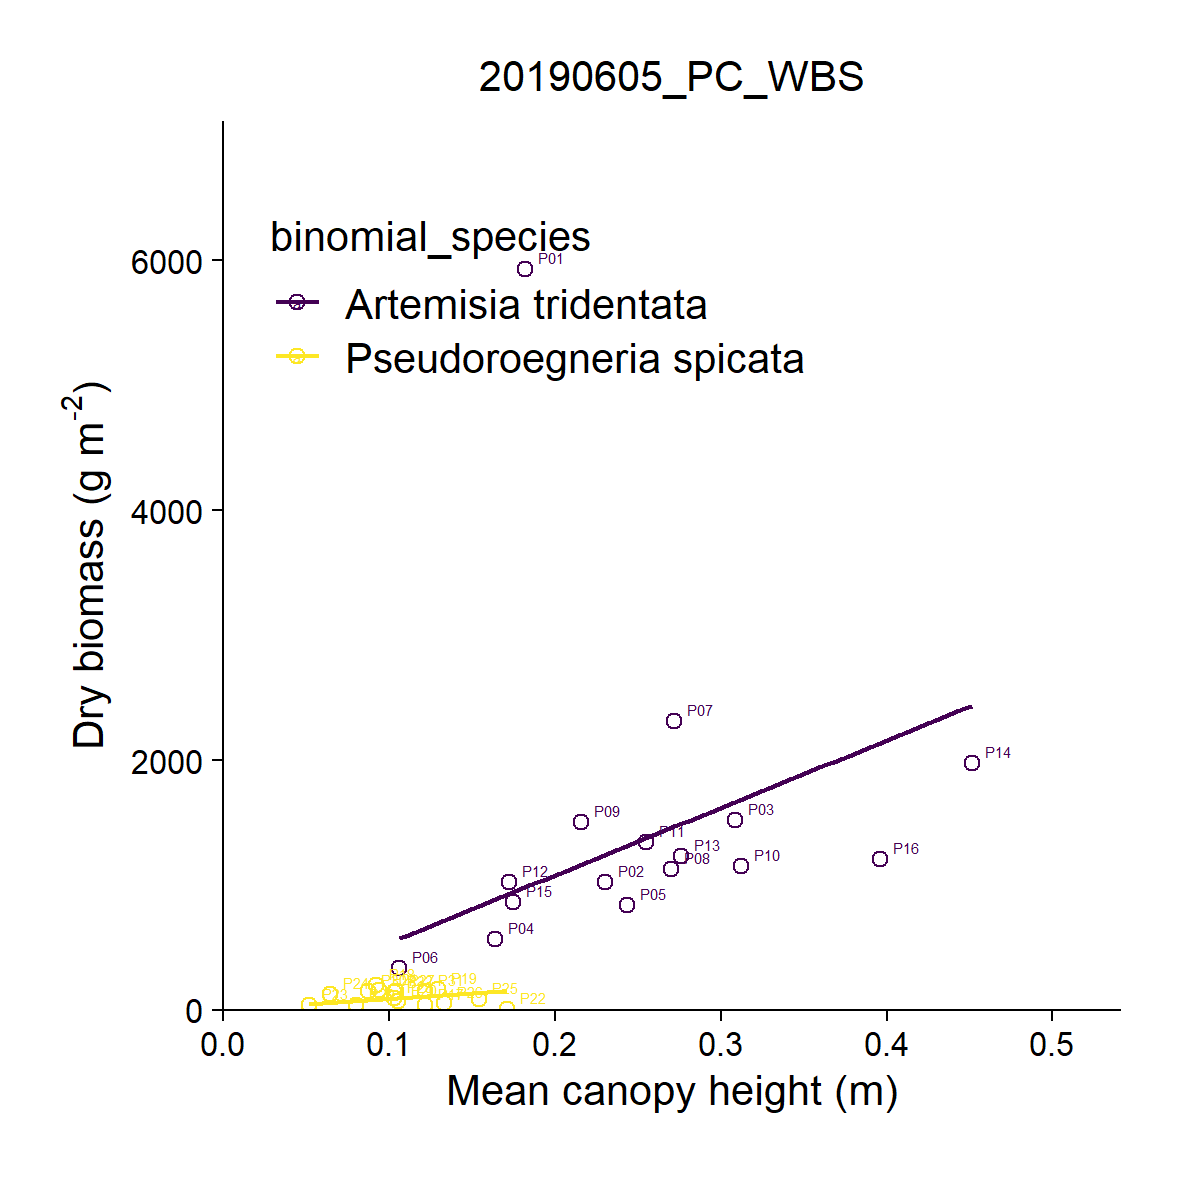 20190605_PC_WBS
binomial_species
P01
Artemisia tridentata
Pseudoroegneria spicata
Dry biomass (g m-2)
6000
4000
2000
0
P07
P14
P09
P03
P11
P13
P08
P10
P16
P12
P02
P15
P05
P04
P06
P24
P19
P25
P22
0.0 0.1 0.2 0.3 0.4 0.5
Mean canopy height (m)